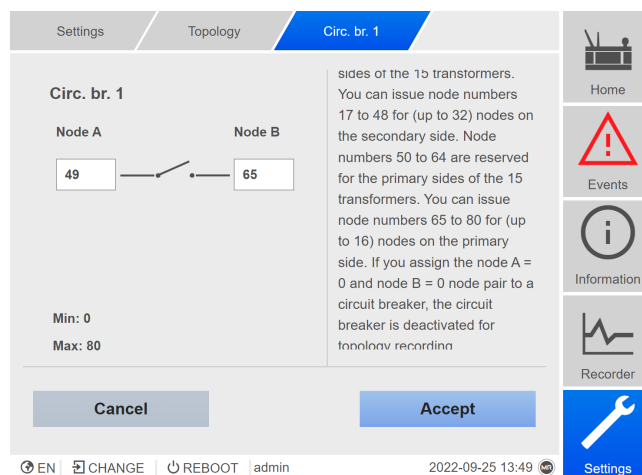 Settings
Topology
Circ. br. 1
Circ. br. 1
Node A
Node B
49
65
Min: 0
Max: 80
sides of the 15 transformers.
You can issue node numbers
17 to 48 for (up to 32) nodes on
the secondary side. Node
numbers 50 to 64 are reserved
for the primary sides of the 15
transformers. You can issue
node numbers 65 to 80 for (up
to 16) nodes on the primary
side. If you assign the node A =
0 and node B = 0 node pair to a
circuit breaker, the circuit
breaker is deactivated for
topology recording
Cancel
Accept
EN
CHANGE
REBOOT
admin
2022-09-25 13:49
MR
Home
Events
Information
Recorder
Settings